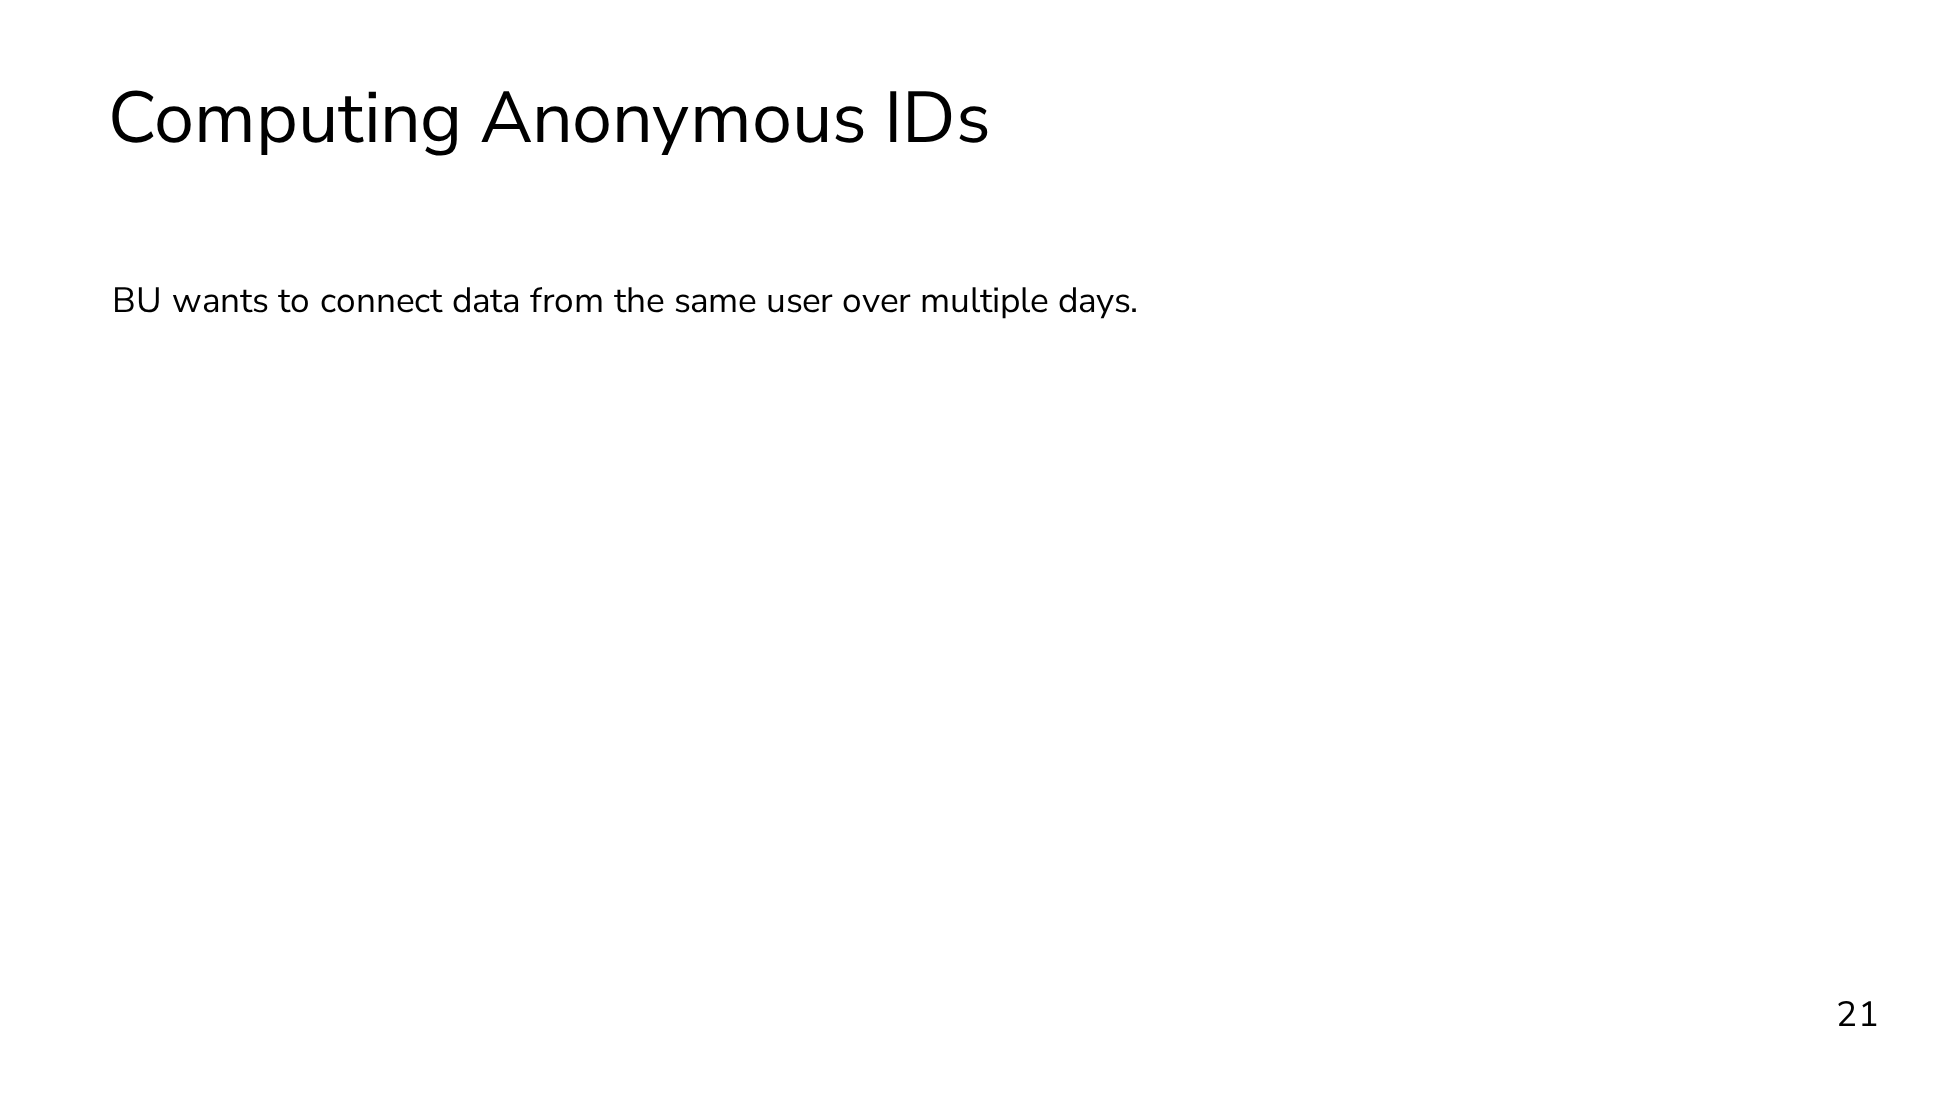 Computing Anonymous IDs
BU wants to connect data from the same user over multiple days.
21